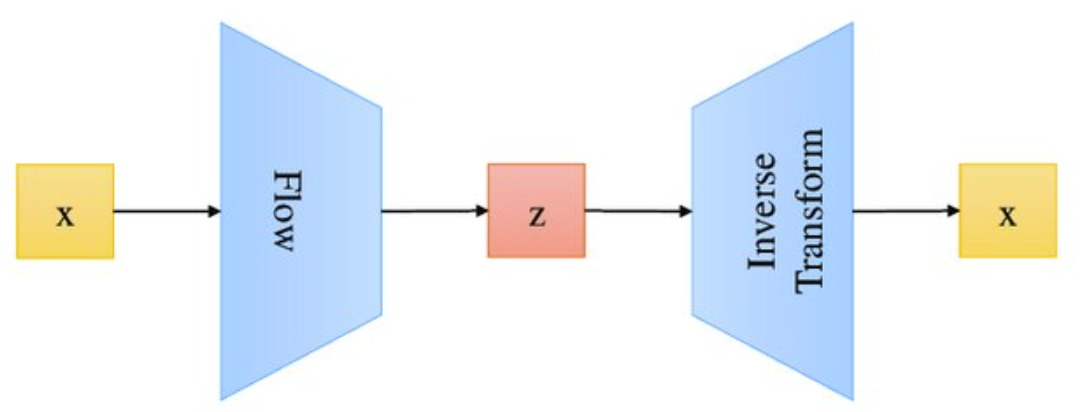 x
Flow
z
Inverse
Transform
x